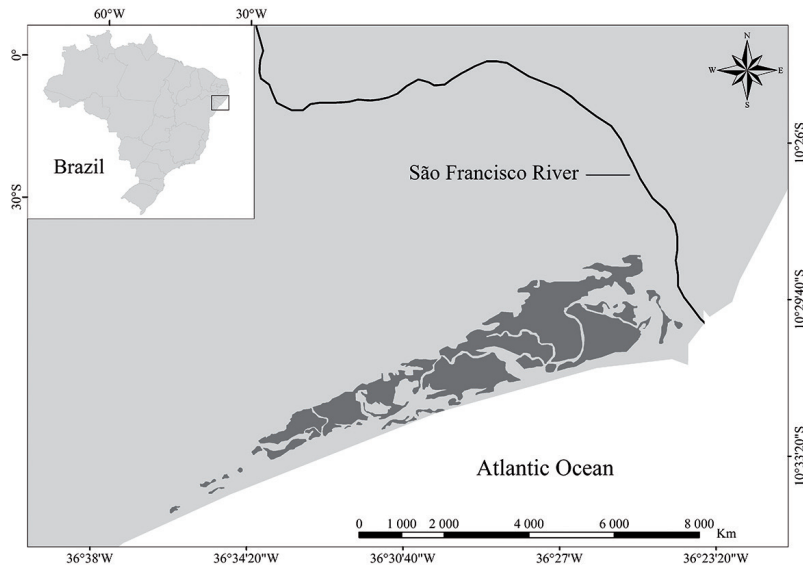 60°W 30°W
0°
30°S
Brazil
N
W E
S
São Francisco River
10°26'S
10°29'40"S
10°33'20"S
Atlantic Ocean
0 1 000 2 000 4 000 6 000 8 000
Km
36°38'W 36°34'20"W 36°30'40"W 36°27'W 36°23'20"W